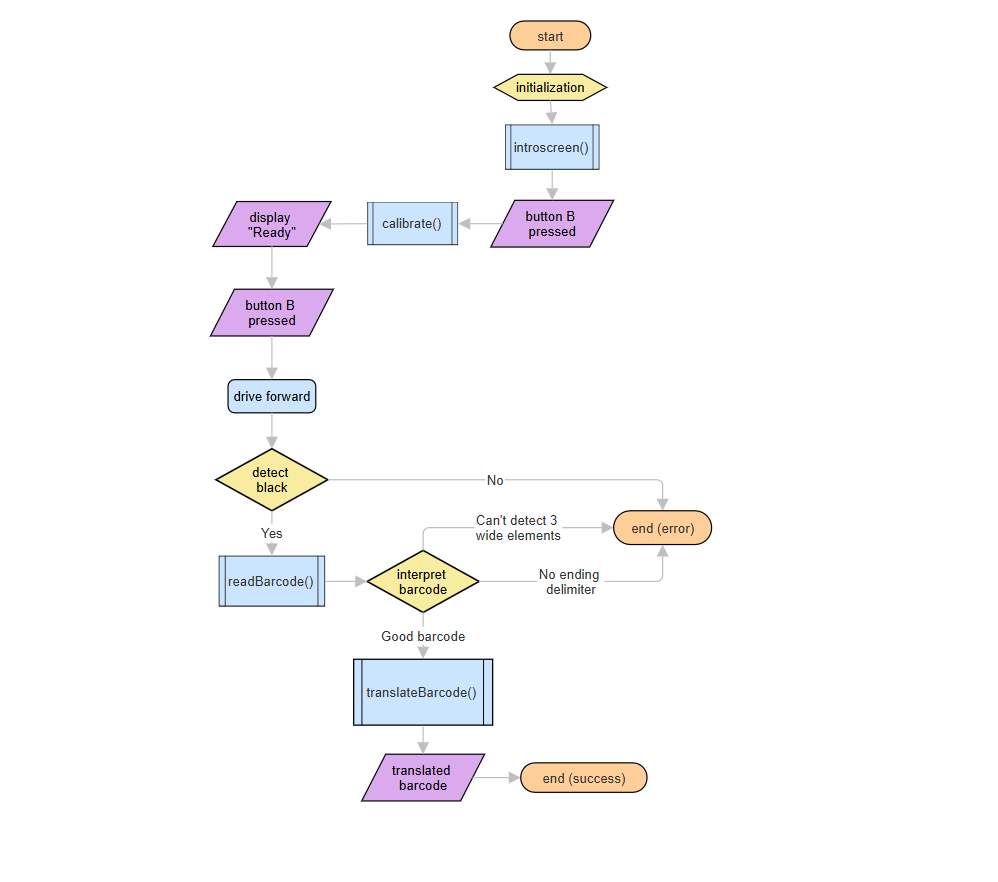 start
initialization
introscreen()
button B
pressed
calibrate()
display
"Ready"
button B
pressed
drive forward
detect
black
No
Yes
end (error)
Can't detect 3
wide elements
readBarcode()
interpret
barcode
No ending
delimiter
Good barcode
translateBarcode()
translated
barcode
end (success)